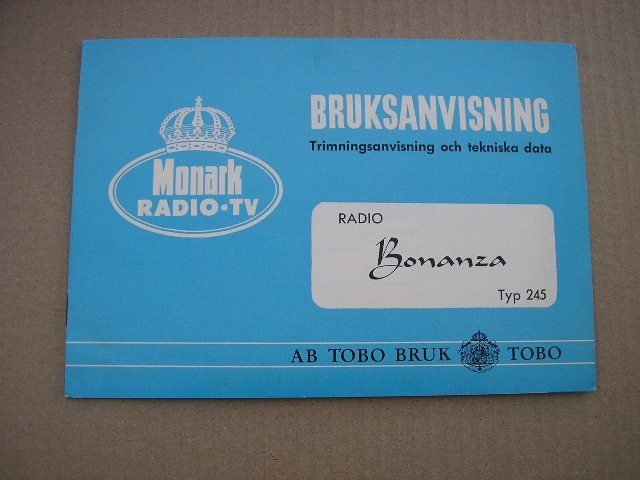 Monark
RADIO·TV
BRUKSANVISNING
Trimningsanvisning och tekniska data
RADIO
Bonanza
Typ 245
AB TOBO BRUK TOBO